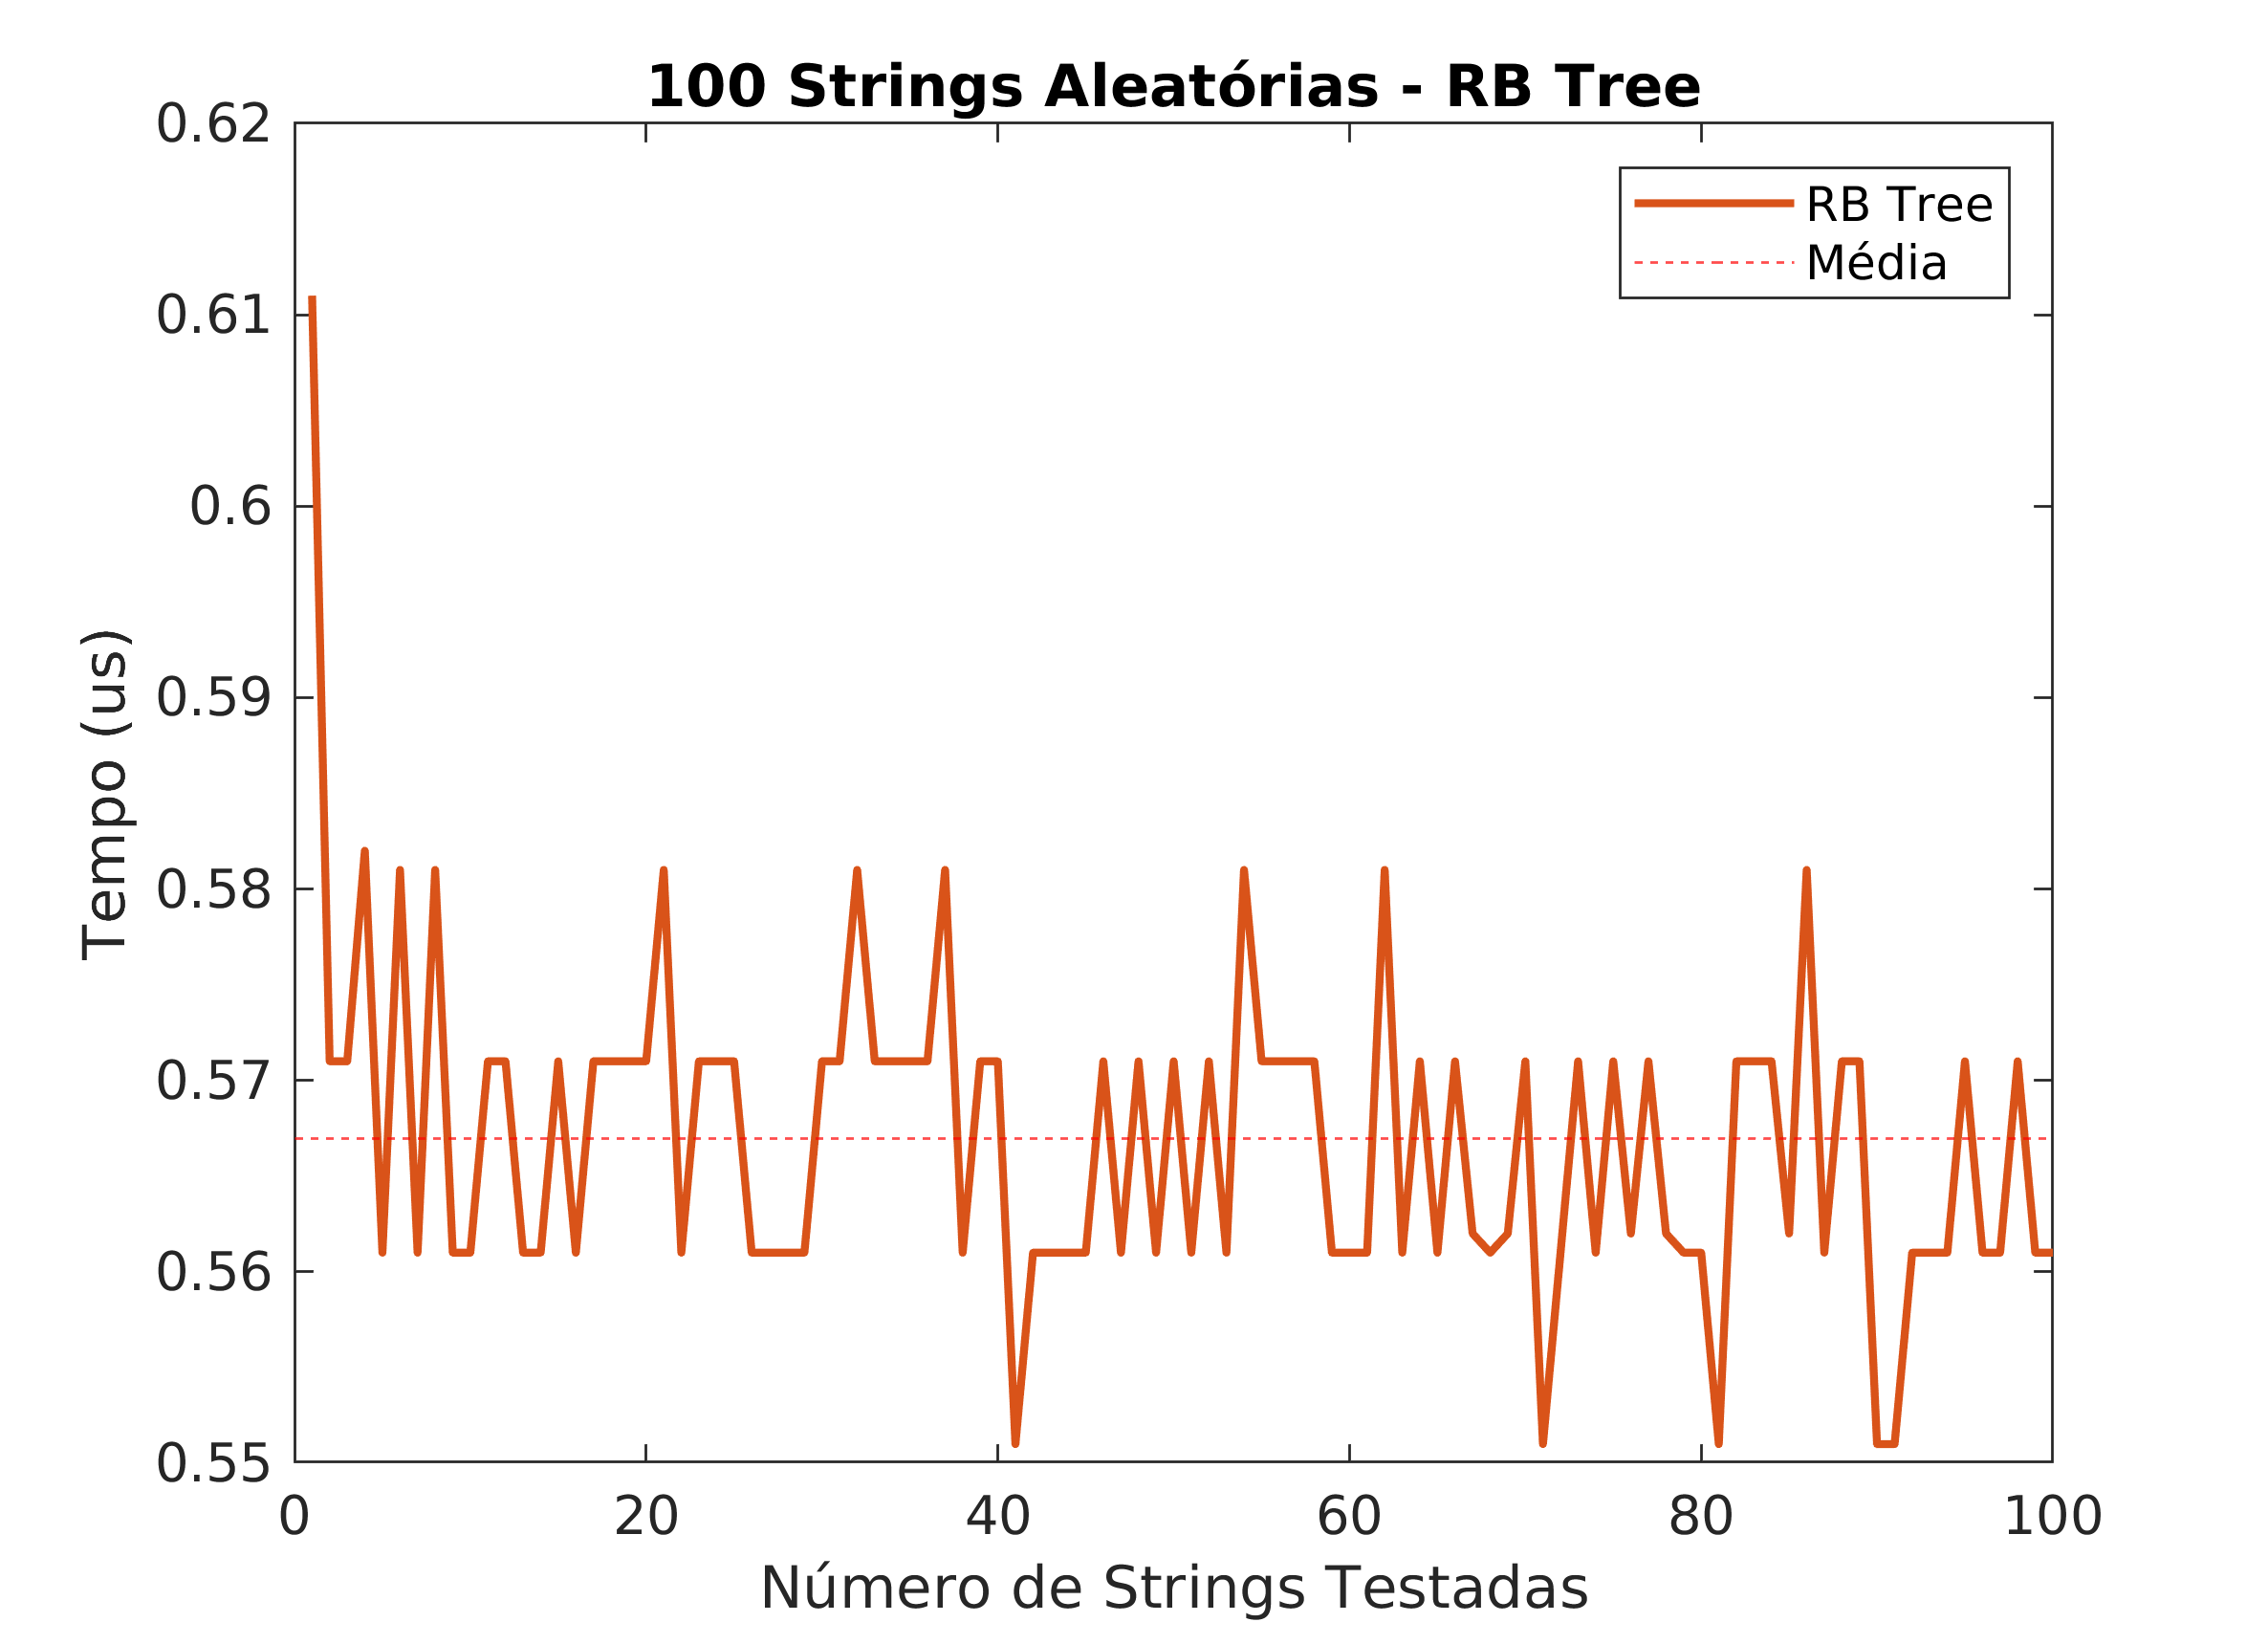 100 Strings Aleatórias - RB Tree
RB Tree
Média
0.62
0.61
0.6
0.59
0.58
0.57
0.56
0.55
Tempo (us)
0 20 40 60 80 100
Número de Strings Testadas